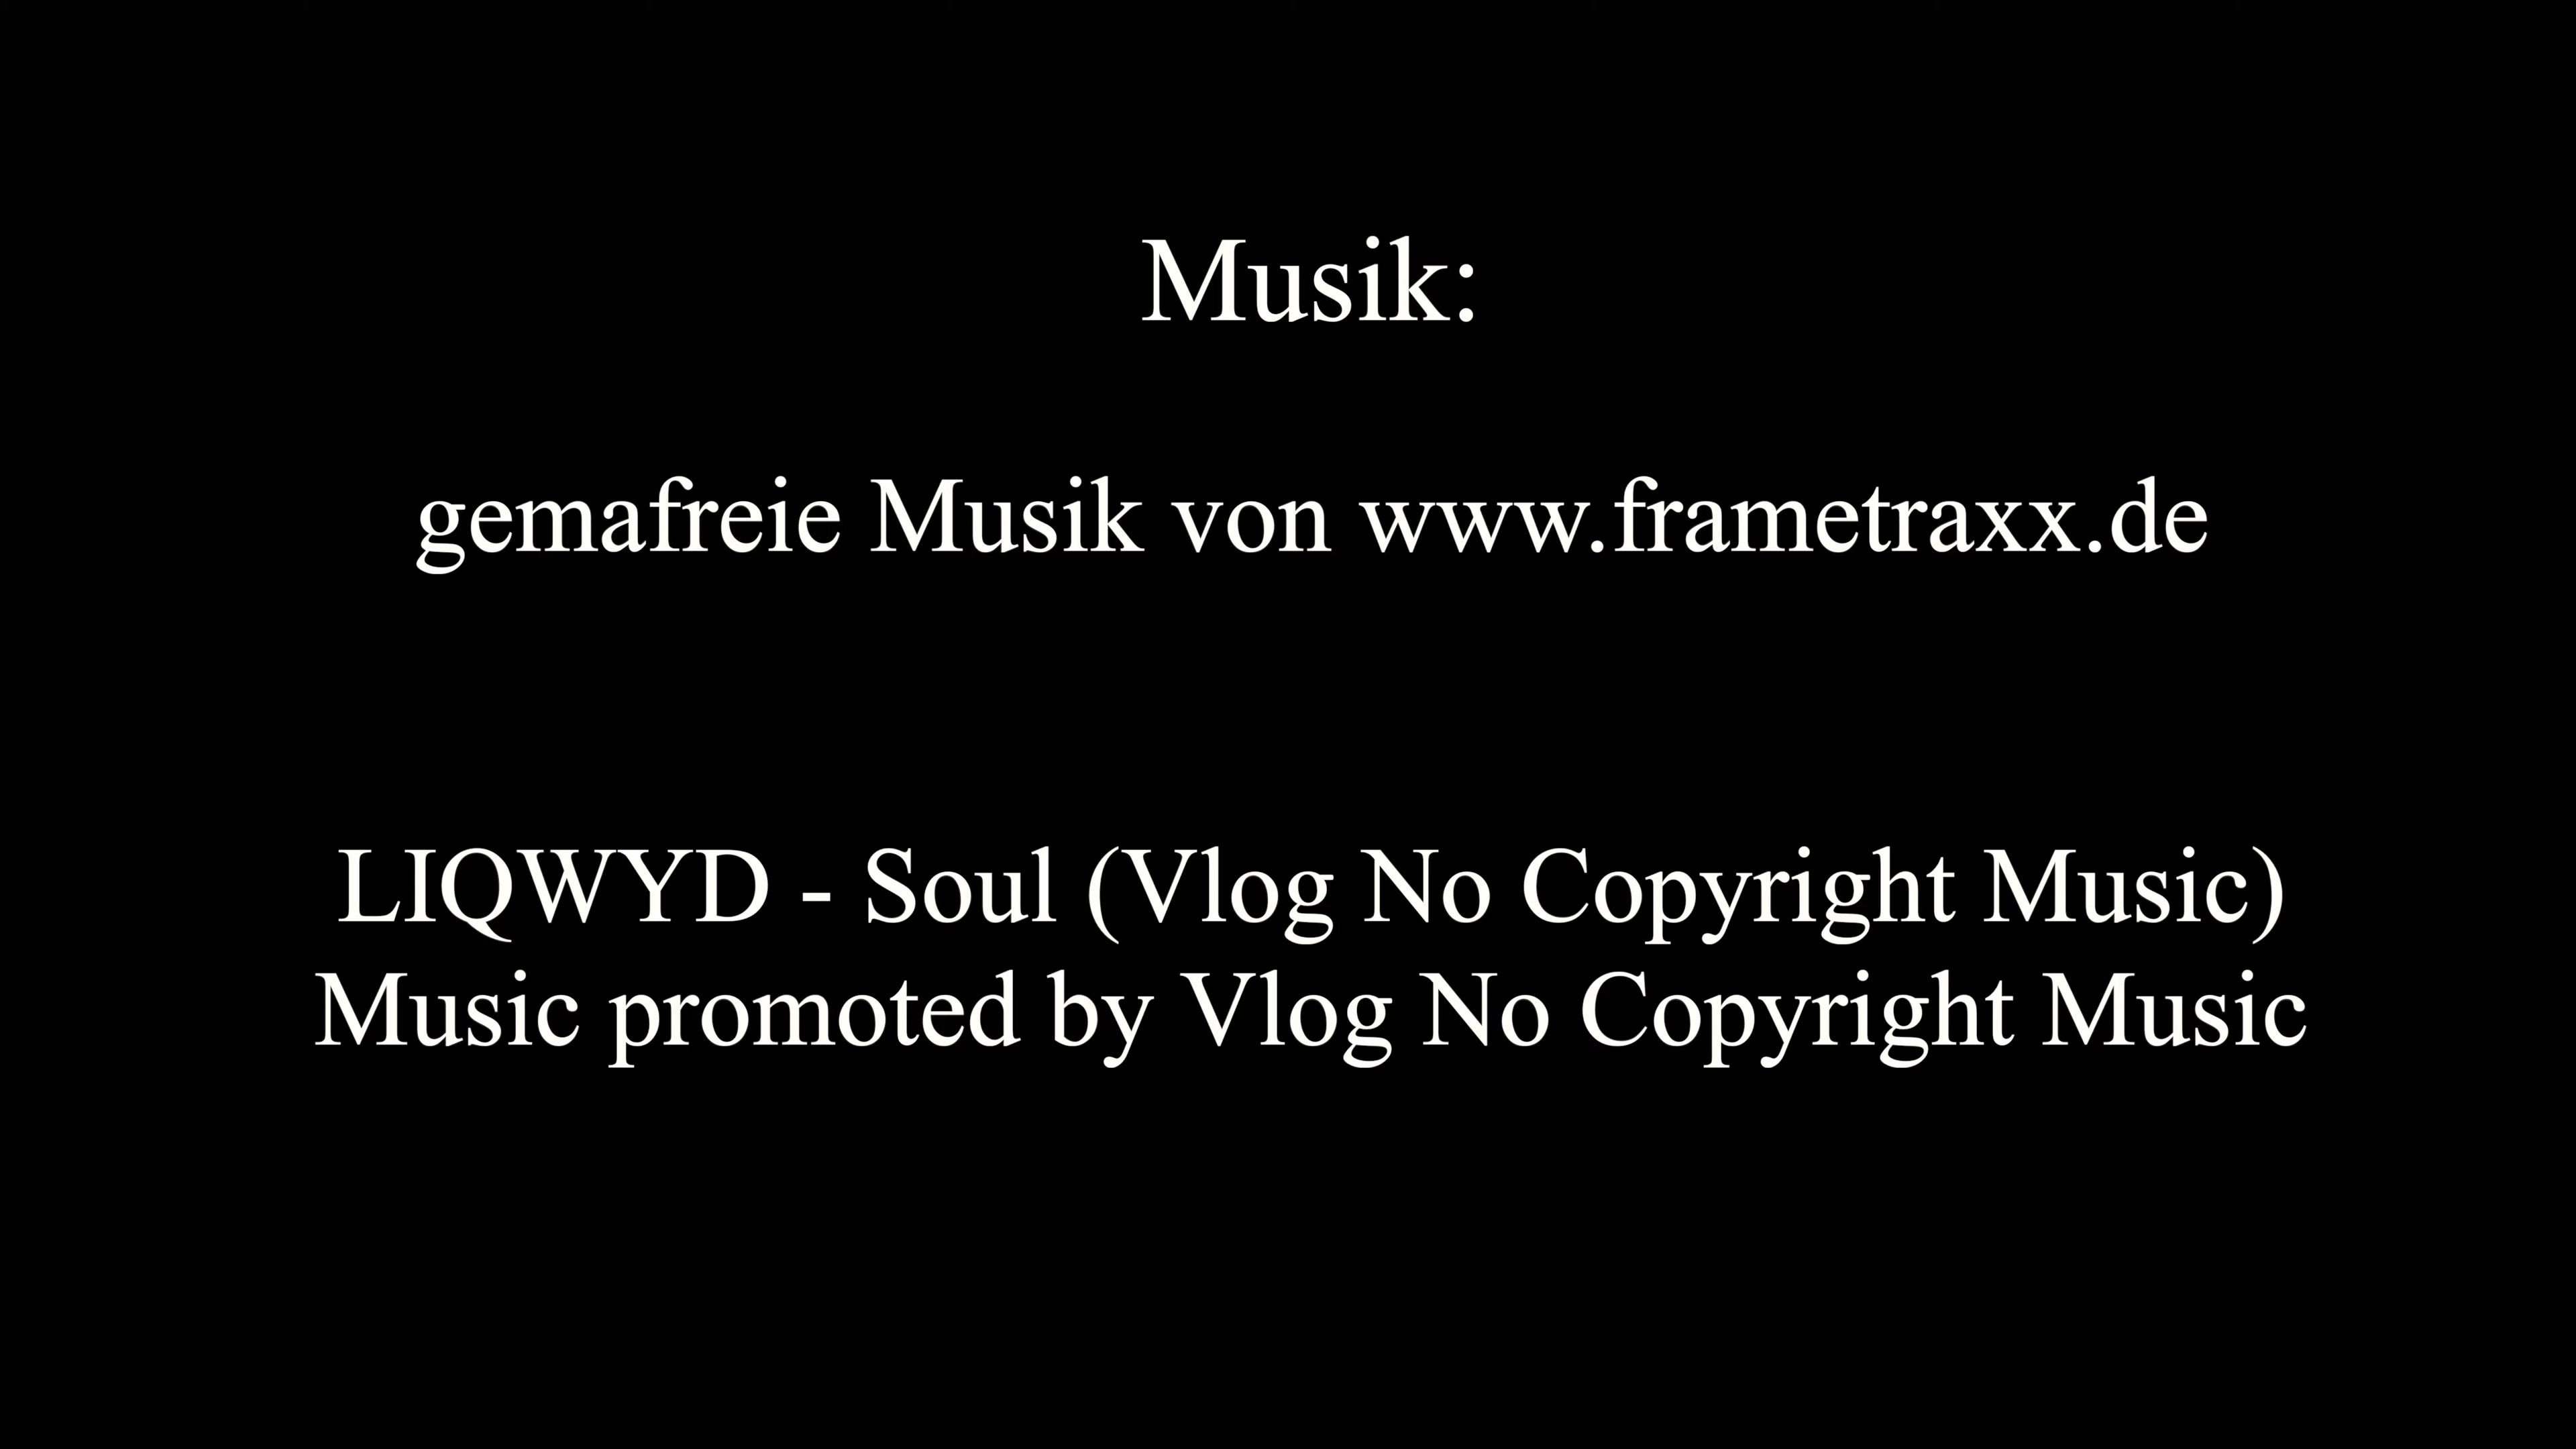 Musik:
gemafreie Musik von www.frametraxx.de
LIQWYD - Soul (Vlog No Copyright Music)
Music promoted by Vlog No Copyright Music